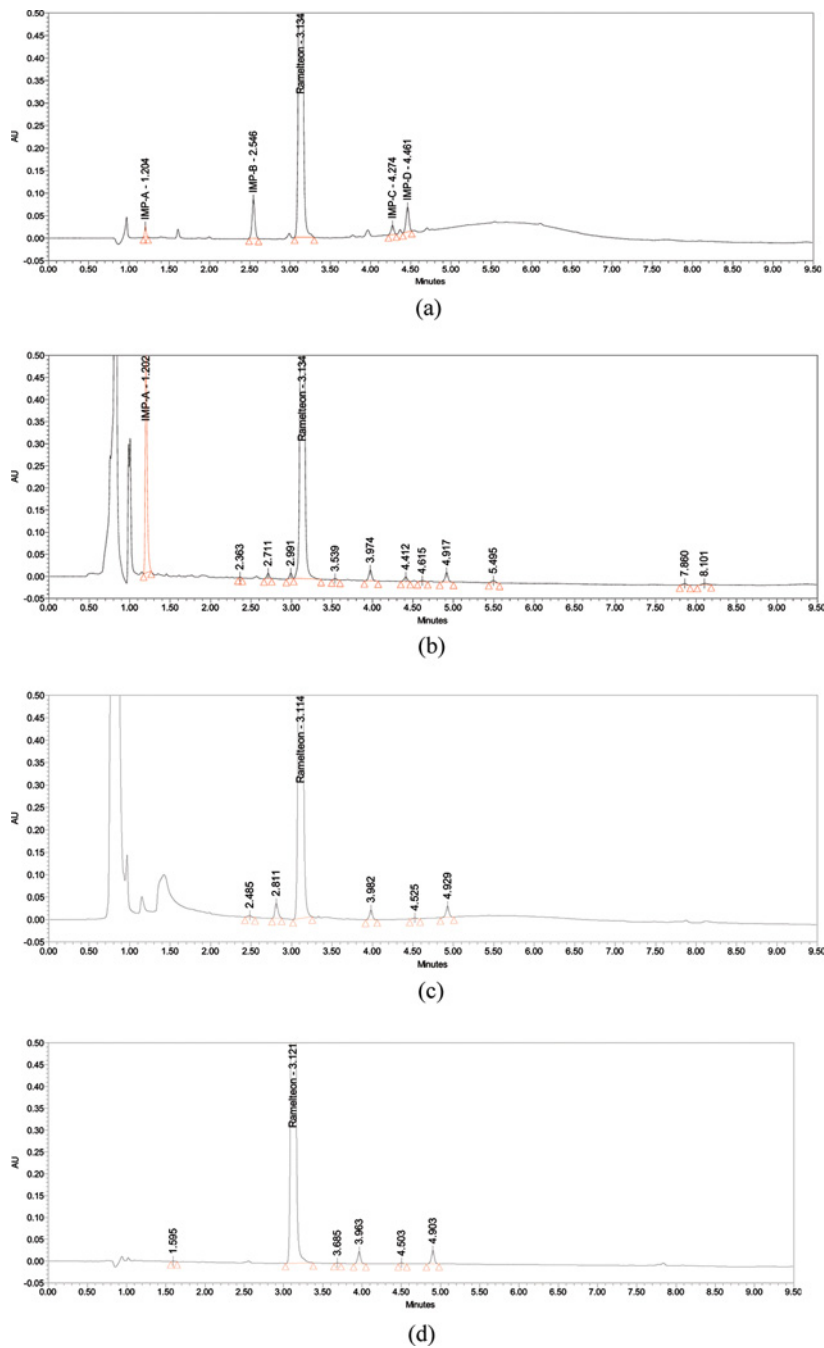 0.50
0.45
0.40
0.35
0.30
0.25
0.20
0.15
0.10
0.05
0.00
-0.05
AU
IMP-A - 1.204
IMP-B - 2.546
Ramelteon - 3.134
IMP-C - 4.274
IMP-D - 4.461
0.00 0.50 1.00 1.50 2.00 2.50 3.00 3.50 4.00 4.50 5.00 5.50 6.00 6.50 7.00 7.50 8.00 8.50 9.00 9.50
Minutes
(a)
0.50
0.45
0.40
0.35
0.30
0.25
0.20
0.15
0.10
0.05
0.00
-0.05
AU
IMP-A - 1.202
2.363
2.711
2.991
Ramelteon - 3.134
3.539
3.974
4.412
4.615
4.917
5.495
7.860
8.101
0.00 0.50 1.00 1.50 2.00 2.50 3.00 3.50 4.00 4.50 5.00 5.50 6.00 6.50 7.00 7.50 8.00 8.50 9.00 9.50
Minutes
(b)
0.50
0.45
0.40
0.35
0.30
0.25
0.20
0.15
0.10
0.05
0.00
-0.05
AU
2.485
2.811
Ramelteon - 3.114
3.982
4.525
4.929
0.00 0.50 1.00 1.50 2.00 2.50 3.00 3.50 4.00 4.50 5.00 5.50 6.00 6.50 7.00 7.50 8.00 8.50 9.00 9.50
Minutes
(c)
0.50
0.45
0.40
0.35
0.30
0.25
0.20
0.15
0.10
0.05
0.00
-0.05
AU
1.595
Ramelteon - 3.121
3.685
3.963
4.503
4.903
0.00 0.50 1.00 1.50 2.00 2.50 3.00 3.50 4.00 4.50 5.00 5.50 6.00 6.50 7.00 7.50 8.00 8.50 9.00 9.50
Minutes
(d)